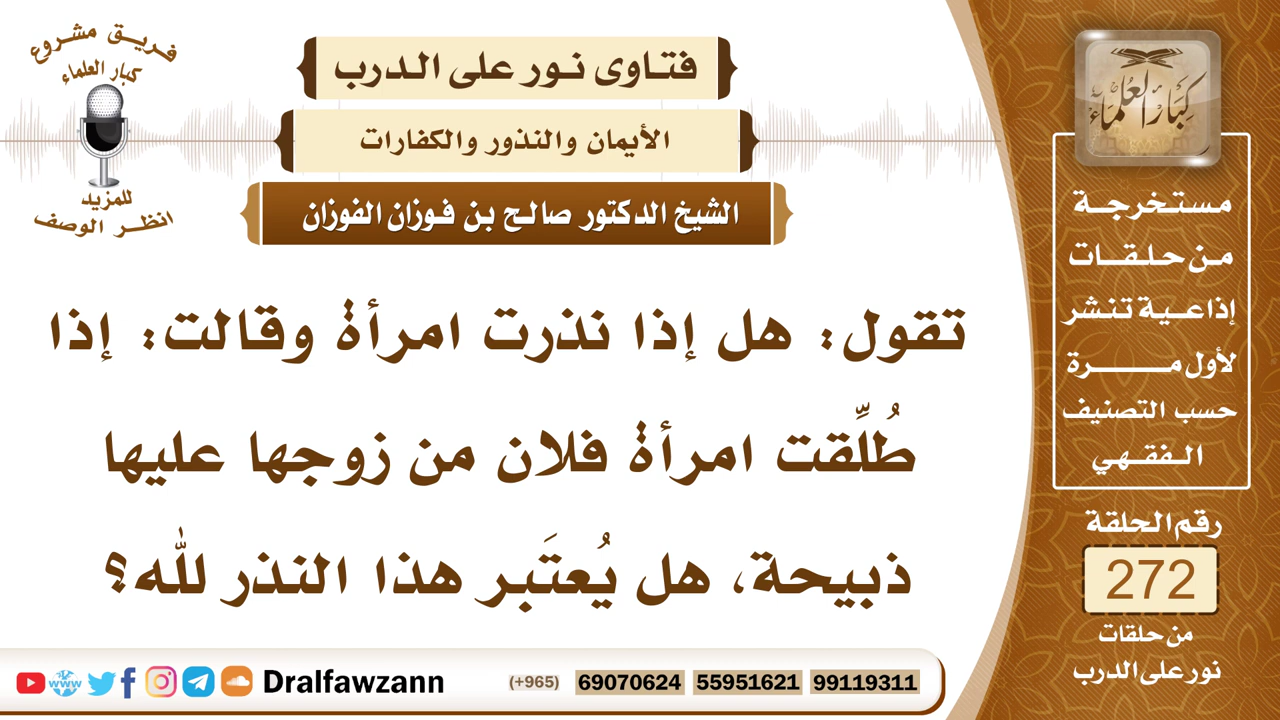 فريق مشروع
كبار العلماء
للمزيد
انظر الوصف
فتاوى نور على الدرب
الأيمان والنذور والكفارات
الشيخ الدكتور صالح بن فوزان الفوزان
تقول: هل إذا نذرت امرأة وقالت: إذا
طُلِّقت امرأة فلان من زوجها عليها
ذبيحة، هل يُعتَبر هذا النذر لله؟
كبار العلماء
مستخرجة
من حلقات
إذاعية تنشر
لأول مرة
حسب التصنيف
الفقهي
رقم الحلقة
272
من حلقات
نور على الدرب
www Dralfawzann (+965) 69070624 55951621 99119311